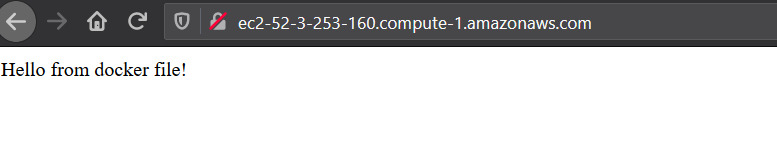 ec2-52-3-253-160.compute-1.amazonaws.com
Hello from docker file!